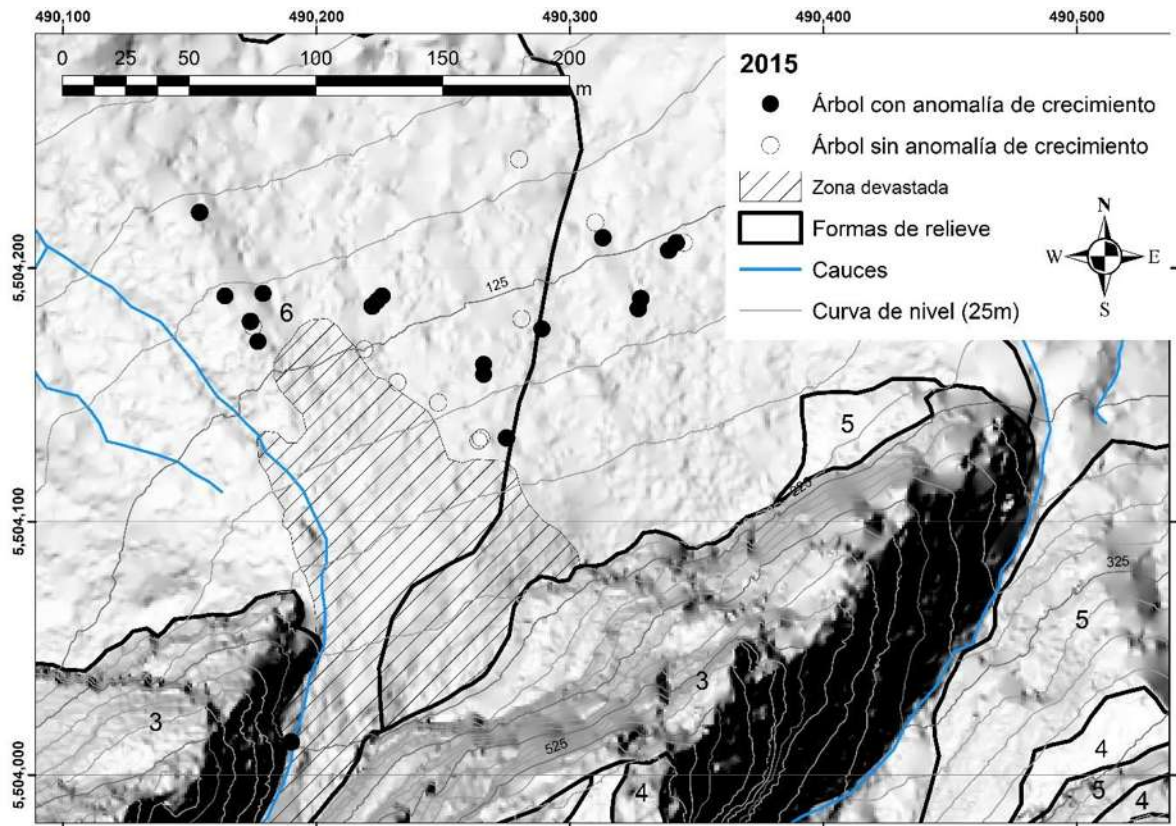 490,100 490,200 490,300 490,400 490,500
0 25 50 100 150 200
m
2015
Árbol con anomalía de crecimiento
Árbol sin anomalía de crecimiento
Zona devastada
Formas de relieve
Cauces
Curva de nivel (25m)
N
W E
S
5,504,200
125
6
5
5,504,100
225
325
5
3
3
525
4
5,504,000
4
5
4